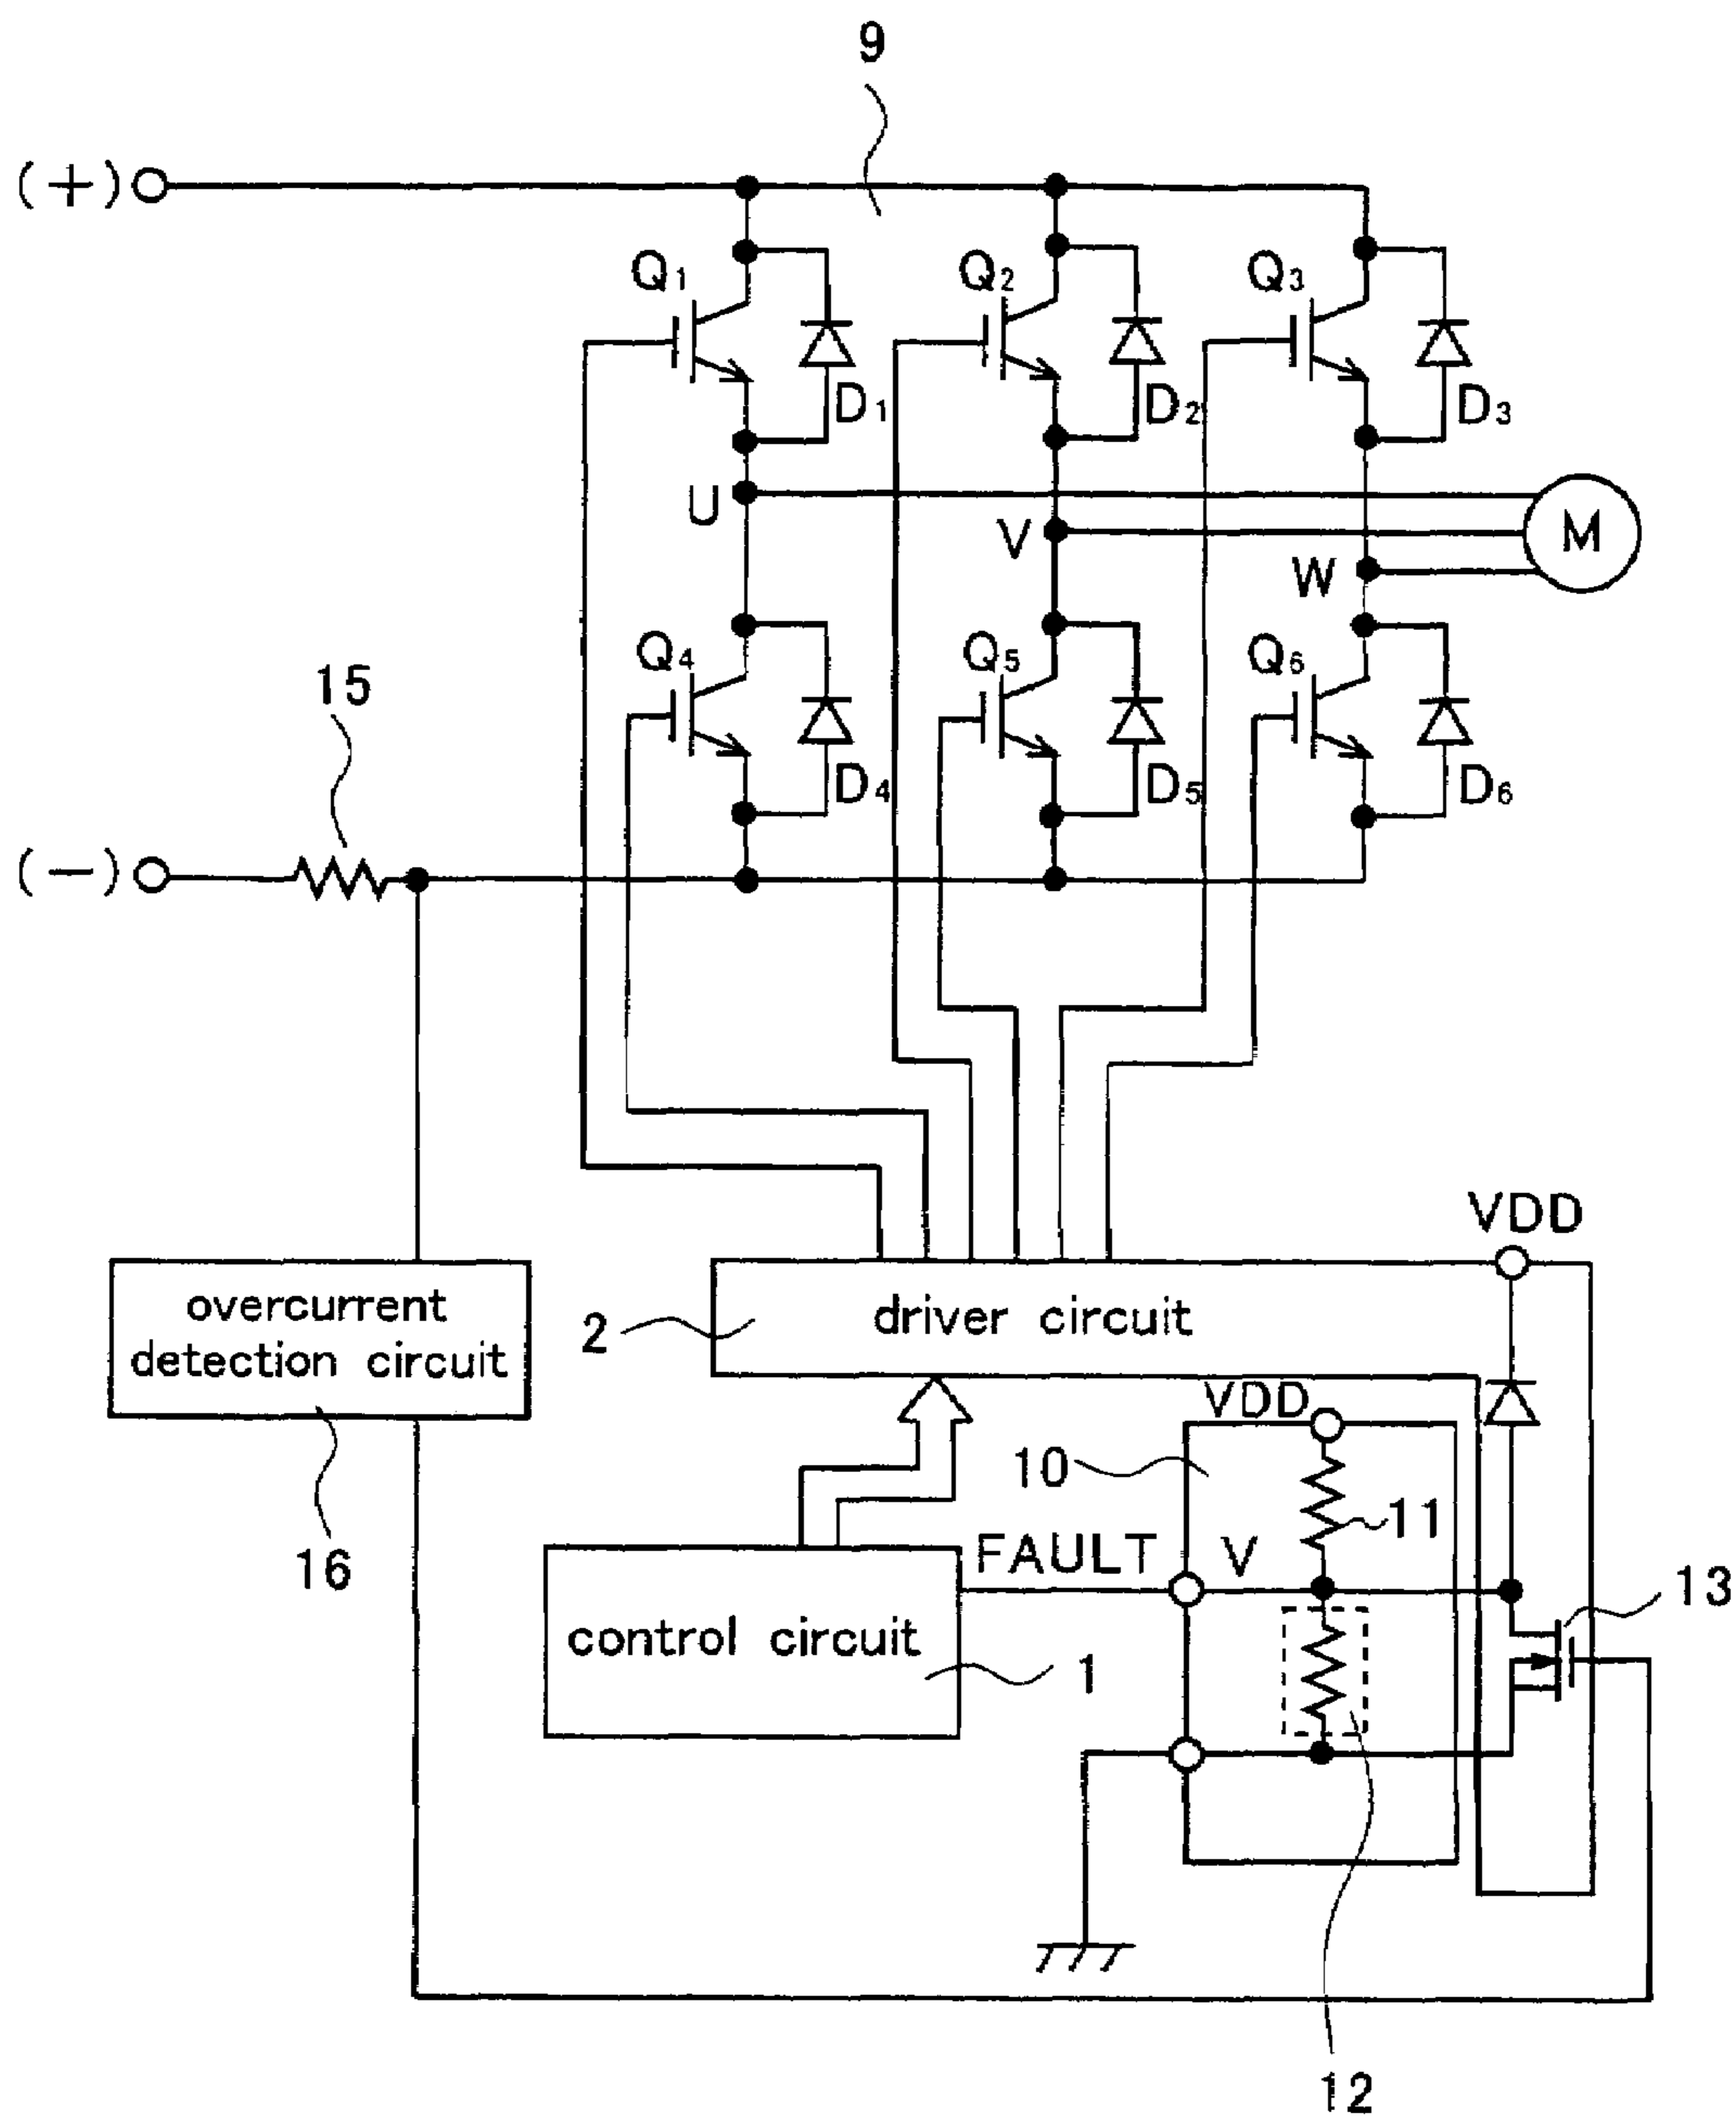 9
(+)
Q1
Q2
Q3
D1
D2
D3
U
V
W
M
Q4
Q5
Q6
15
D4
D5
D6
(-)
VDD
overcurrent
detection circuit
2
driver circuit
VDD
10
11
16
FAULT
V
13
control circuit
1
12